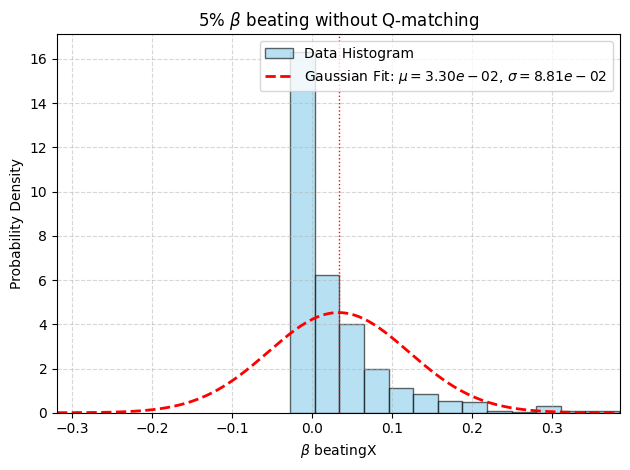 5% β beating without Q-matching
Data Histogram
Gaussian Fit: μ = 3.30e − 02, σ = 8.81e − 02
16
14
12
10
8
6
4
2
0
Probability Density
−0.3 −0.2 −0.1 0.0 0.1 0.2 0.3
β beatingX